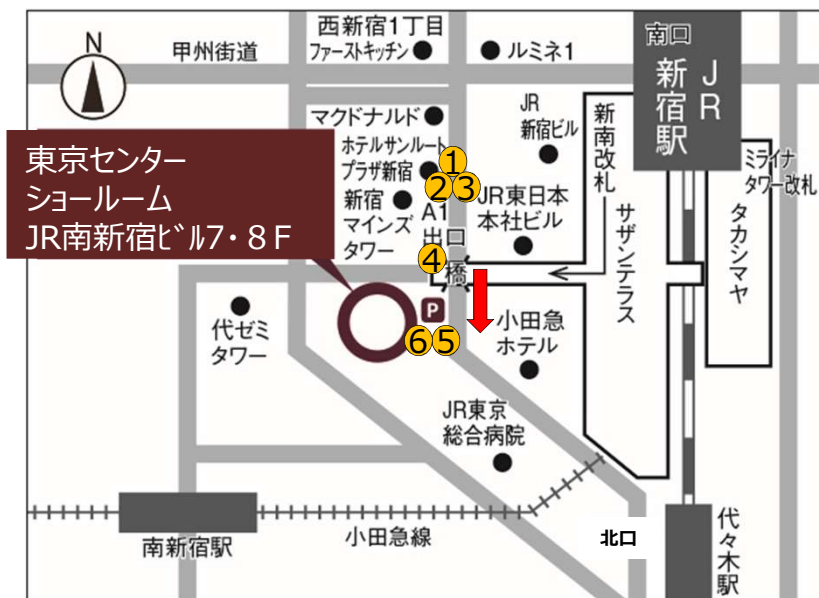 N
甲州街道
西新宿1丁目
ファーストキッチン
ルミネ1
南口
JR
新宿駅
マクドナルド
ホテルサンルート
プラザ新宿
新宿
マインズ
タワー
A1
出口
橋
①
②③
④
JR
新宿ビル
JR東日本
本社ビル
新南改札
サザンテラス
ミライナ
タワー改札
タカシマヤ
東京センター
ショールーム
JR南新宿ビル7・8F
P
⑥⑤
代ゼミ
タワー
小田急
ホテル
JR東京
総合病院
南新宿駅
小田急線
北口
代々木駅